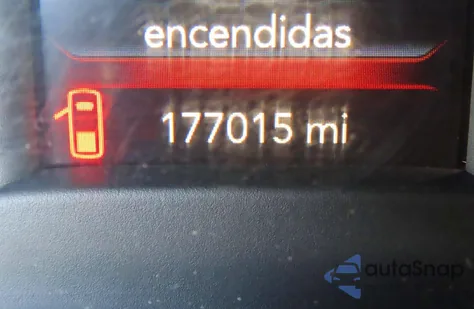 encendidas
177015 mi
autoSnap